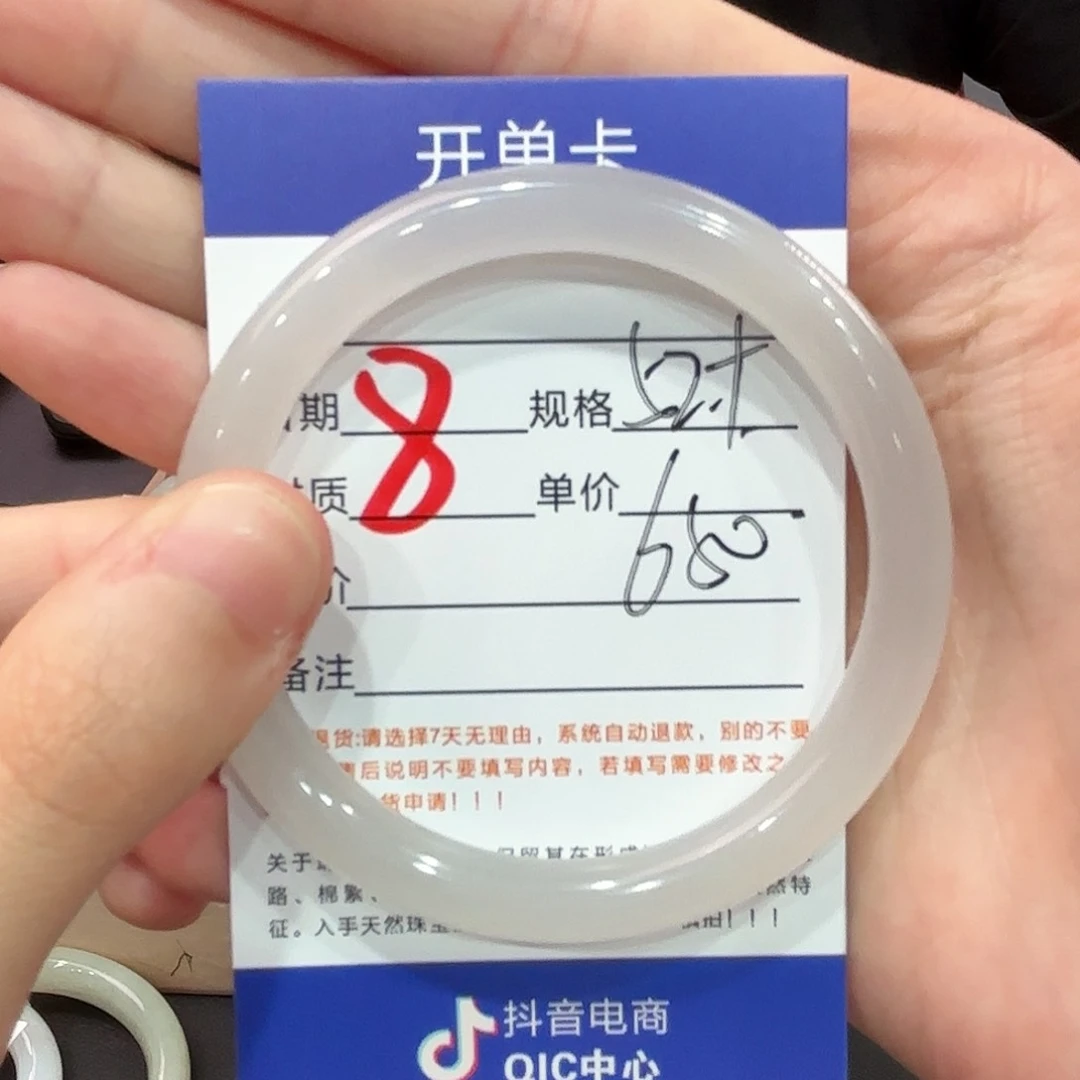 开单卡
期 8 规格
质 单价 650
价
备注
货:请选择7天无理由，系统自动退款，别的不要
后说明不要填写内容，若填写需要修改之
货申请！！！
关于
路、棉絮、
征。入手天然珠宝 慎拍！！！
抖音电商
QIC中心